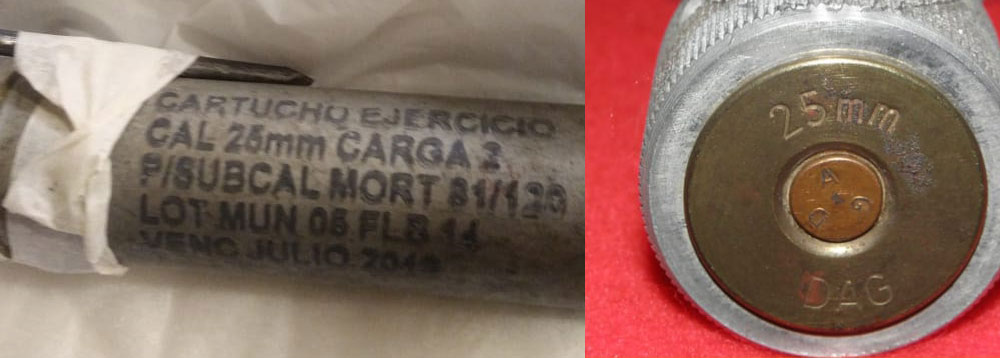 CARTUCHO EJERCICIO
CAL 25mm CARGA 2
P/SUBCAL MORT 81/120
LOT MUN 05 FLB 14
VENC JULIO
25mm
DAG
DAG